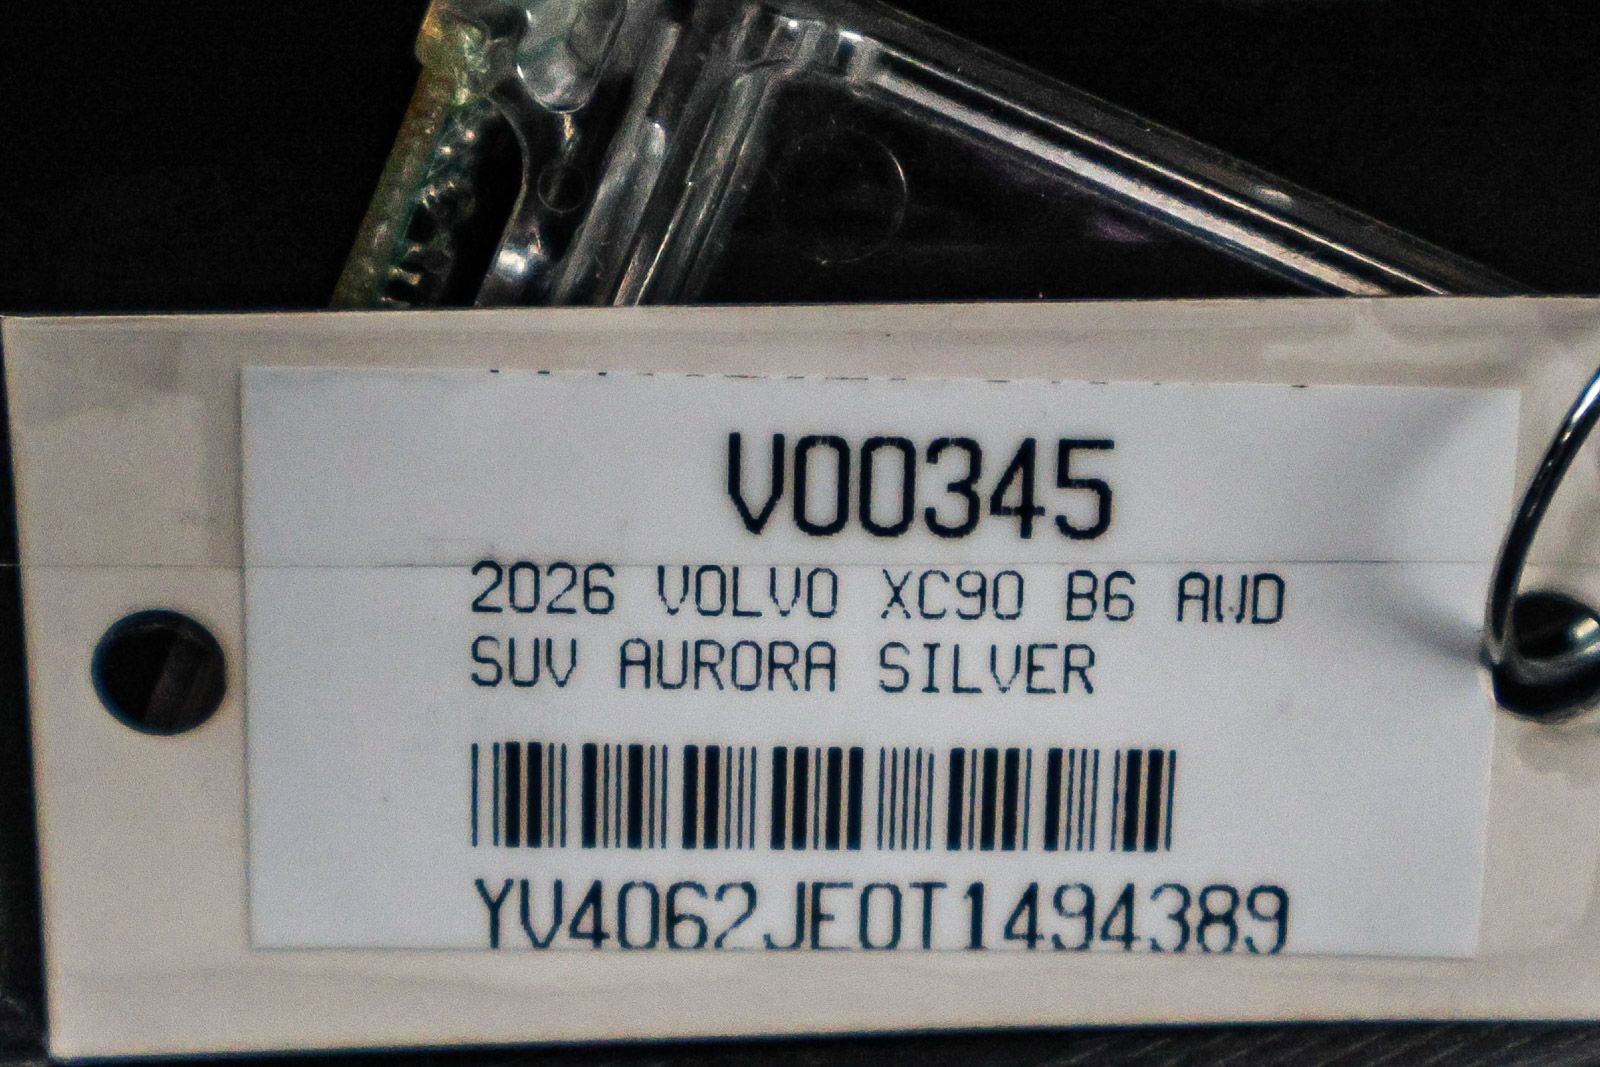 V00345
2026 VOLVO XC90 B6 AWD
SUV AURORA SILVER
YV4062JE0T1494389